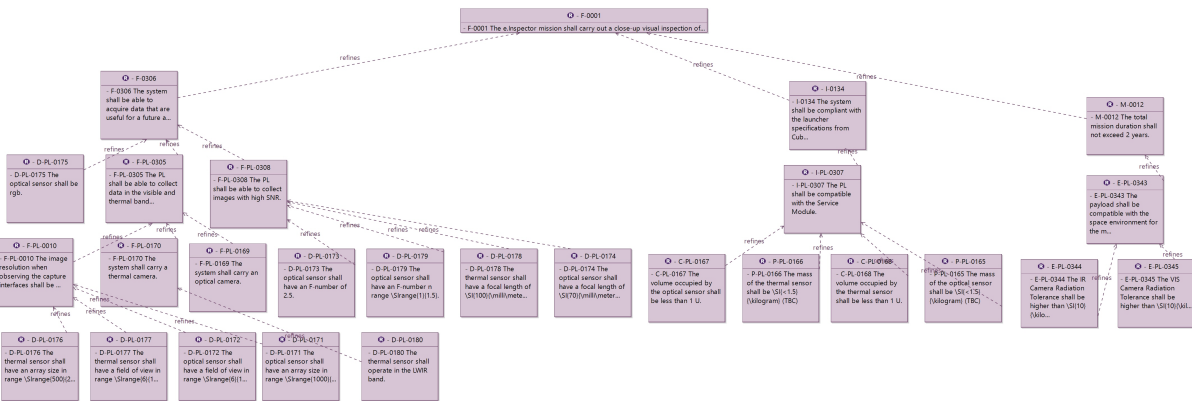 R - F-0001
- F-0001 The e.Inspector mission shall carry out a close-up visual inspection of...
refines
refines
refines
R - F-0306
- F-0306 The system
shall be able to
acquire data that are
useful for a future a...
R - I-0134
- I-0134 The system
shall be compliant with
the launcher
specifications from
Cub...
R - M-0012
- M-0012 The total
mission duration shall
not exceed 2 years.
refines
refines
refines
refines
refines
R - D-PL-0175
- D-PL-0175 The
optical sensor shall be
rgb.
R - F-PL-0305
- F-PL-0305 The PL
shall be able to collect
data in the visible and
thermal band...
R - F-PL-0308
- F-PL-0308 The PL
shall be able to collect
images with high SNR.
R - I-PL-0307
- I-PL-0307 The PL
shall be compatible
with the Service
Module.
R - E-PL-0343
- E-PL-0343 The
payload shall be
compatible with the
space environment for
the m...
refines
refines
refines
refines
refines
refines
refines
refines
refines
refines
refines
refines
refines
R - F-PL-0010
- F-PL-0010 The image
resolution when
observing the capture
interfaces shall be ...
R - F-PL-0170
- F-PL-0170 The
system shall carry a
thermal camera.
R - F-PL-0169
- F-PL-0169 The
system shall carry an
optical camera.
R - D-PL-0173
- D-PL-0173 The
optical sensor shall
have an F-number of
2.5.
R - D-PL-0179
- D-PL-0179 The
thermal sensor shall
have an F-number n
range \SIrange(1)(1.5).
R - D-PL-0178
- D-PL-0178 The
thermal sensor shall
have a focal length of
\SI(100)(\milli\mete...
R - D-PL-0174
- D-PL-0174 The
optical sensor shall
have a focal length of
\SI(70)(\milli\meter...
R - C-PL-0167
- C-PL-0167 The
volume occupied by
the optical sensor shall
be less than 1 U.
R - P-PL-0166
- P-PL-0166 The mass
of the thermal sensor
shall be \SI(<1.5)
(\kilogram) (TBC)
R - C-PL-0168
- C-PL-0168 The
volume occupied by
the thermal sensor
shall be less than 1 U.
R - P-PL-0165
- P-PL-0165 The mass
of the optical sensor
shall be \SI(<1.5)
(\kilogram) (TBC)
R - E-PL-0344
- E-PL-0344 The IR
Camera Radiation
Tolerance shall be
higher than \SI(10)
(\kilo...
R - E-PL-0345
- E-PL-0345 The VIS
Camera Radiation
Tolerance shall be
higher than \SI(10)(\kil...
refines
refines
refines
refines
refines
R - D-PL-0176
- D-PL-0176 The
thermal sensor shall
have an array size in
range \SIrange(500)(2...
R - D-PL-0177
- D-PL-0177 The
thermal sensor shall
have a field of view in
range \SIrange(6)(1...
R - D-PL-0172
- D-PL-0172 The
optical sensor shall
have a field of view in
range \SIrange(6)(1...
R - D-PL-0171
- D-PL-0171 The
optical sensor shall
have an array size in
range \SIrange(1000)(...
R - D-PL-0180
- D-PL-0180 The
thermal sensor shall
operate in the LWIR
band.